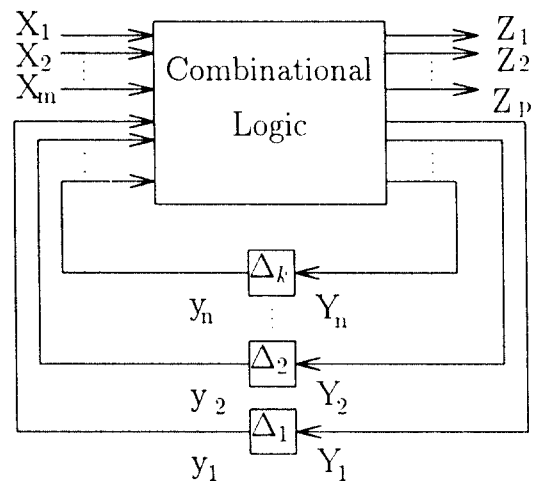 X₁ Z₁
X₂ Z₂
Xₘ Zₚ
Combinational
Logic
Δₖ
yₙ Yₙ
Δ₂
y₂ Y₂
Δ₁
y₁ Y₁